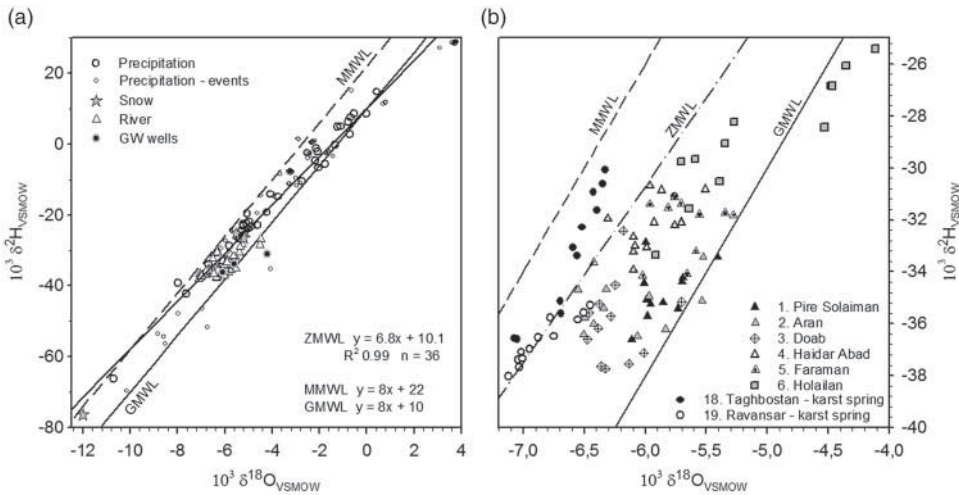 (a)
30
20
0
-20
-40
-60
-80
10³ δ²H_VSMOW
Precipitation
Precipitation - events
Snow
River
GW wells
MMWL
GMWL
ZMWL y = 6.8x + 10.1
R² 0.99 n = 36
MMWL y = 8x + 22
GMWL y = 8x + 10
-12 -10 -8 -6 -4 -2 0 2 4
10³ δ¹⁸O_VSMOW
(b)
MMWL
ZMWL
GMWL
-26
-28
-30
-32
-34
-36
-38
-40
10³ δ²H_VSMOW
1. Pire Solaiman
2. Aran
3. Doab
4. Haidar Abad
5. Faraman
6. Holailan
18. Taghbostan - karst spring
19. Ravansar - karst spring
-7,0 -6,5 -6,0 -5,5 -5,0 -4,5 -4,0
10³ δ¹⁸O_VSMOW